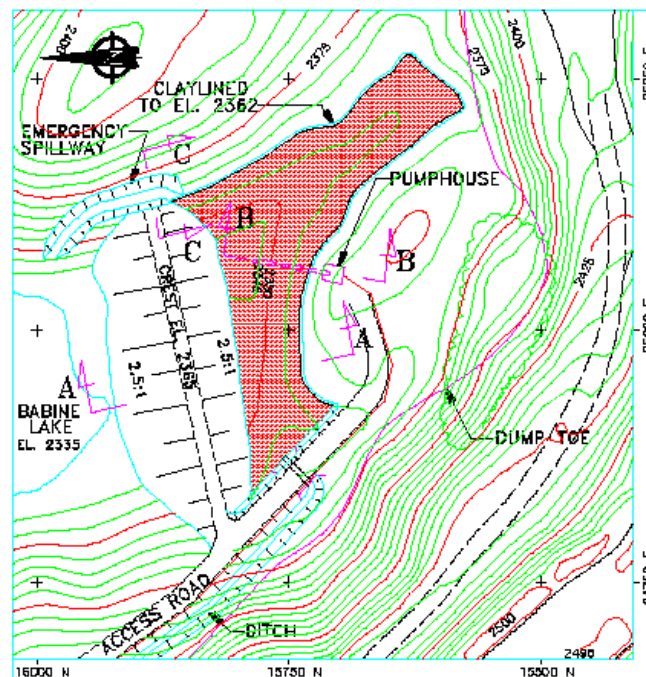 2400
2375
2400
2375
CLAYLINED
TO EL. 2362
EMERGENCY
SPILLWAY
C
PUMPHOUSE
B
C
B
2425
CREST EL. 2365
2.5:1
2.5:1
A
A
BABINE
LAKE
EL. 2335
DUMP TOE
ACCESS ROAD
DITCH
2500
2490
16000 N
15750 N
15500 N